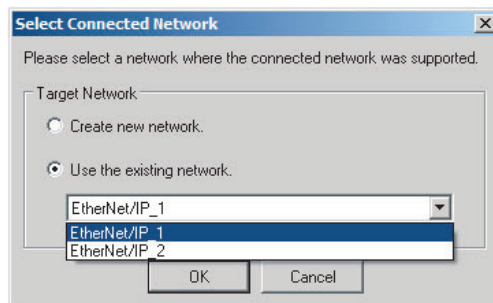 Select Connected Network
Please select a network where the connected network was supported.
Target Network
Create new network.
Use the existing network.
EtherNet/IP_1
EtherNet/IP_1
EtherNet/IP_2
OK Cancel